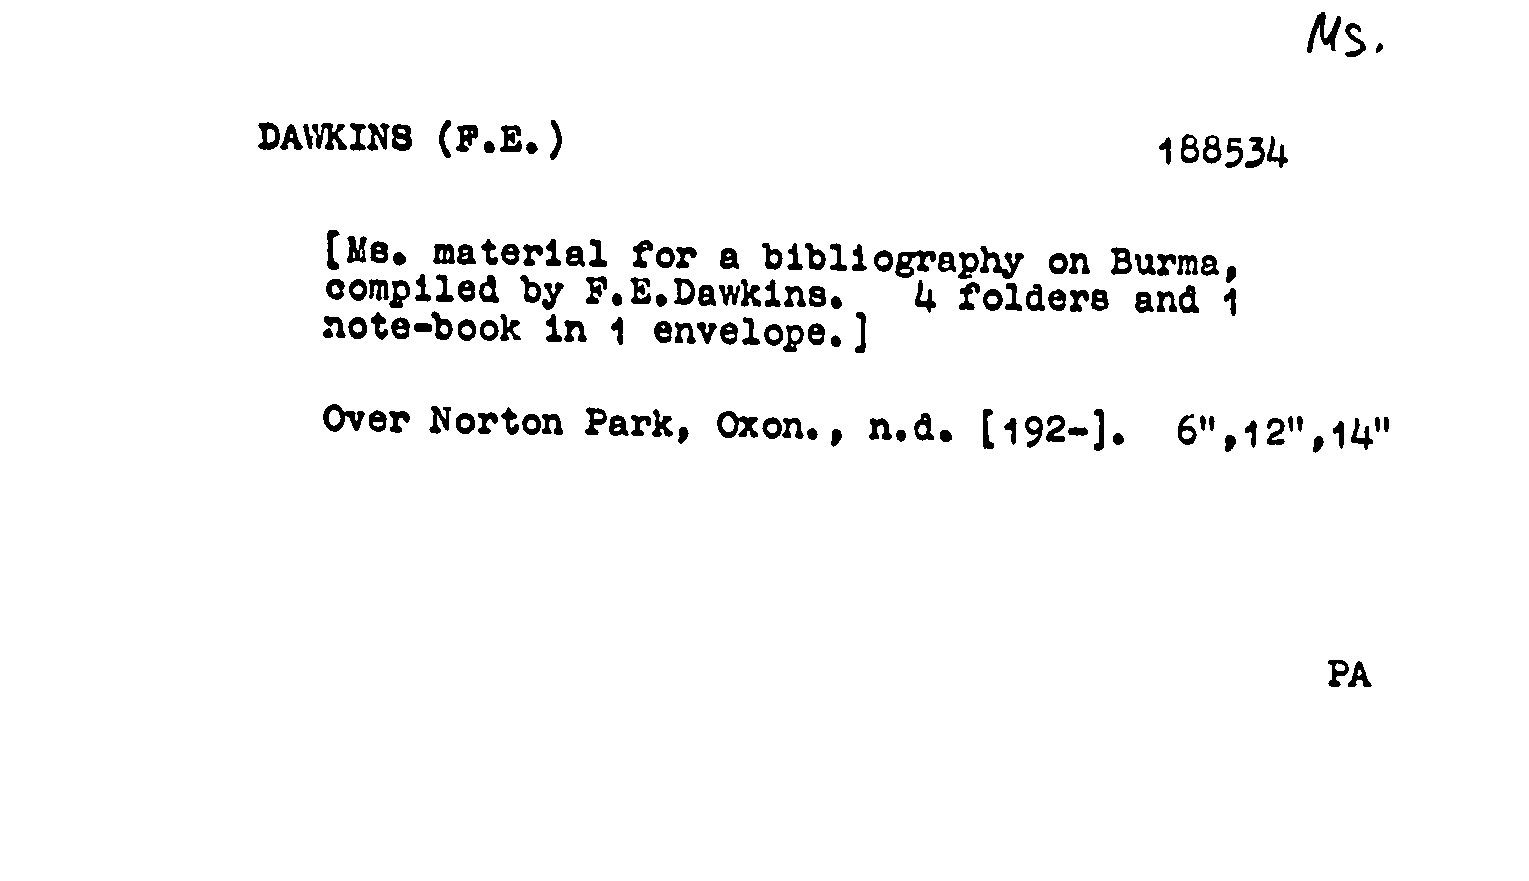 Ms.
DAWKINS (F.E.) 188534
[Ms. material for a bibliography on Burma,
compiled by F.E.Dawkins. 4 folders and 1
note-book in 1 envelope.]
Over Norton Park, Oxon., n.d. [192-]. 6",12",14"
PA